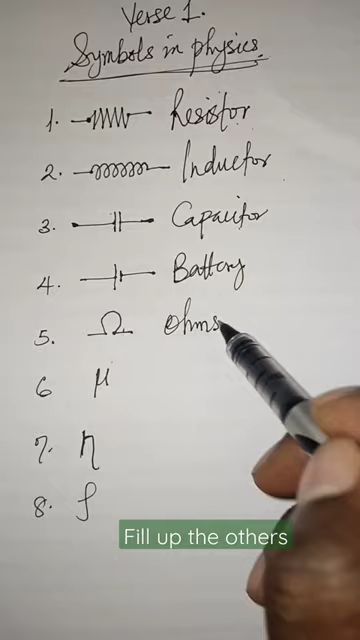 Verse 1.
Symbols in physics.
1. Resistor
2. Inductor
3. Capacitor
4. Battery
5. Ω Ohms
6 μ
7. η
8. ρ
Fill up the others